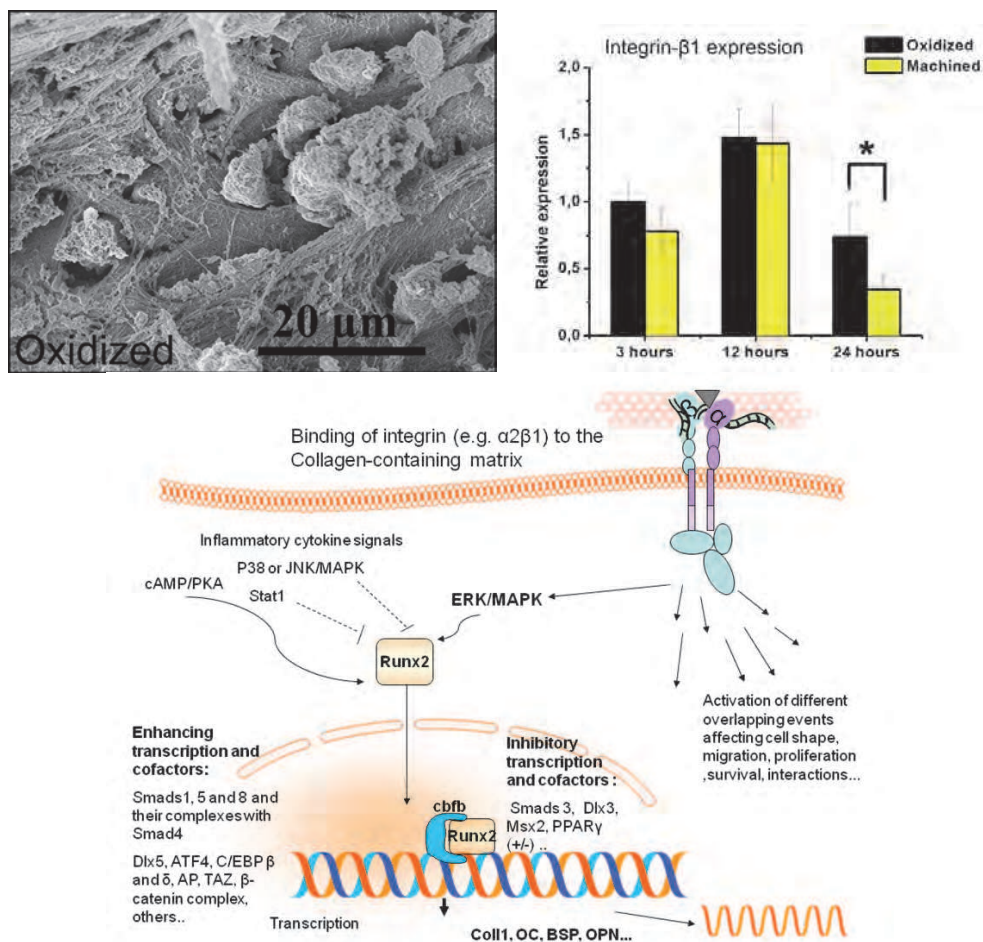 Oxidized
20 µm
Integrin-β1 expression
Oxidized
Machined
Relative expression
2,0
1,5
1,0
0,5
0,0
*
3 hours
12 hours
24 hours
Binding of integrin (e.g. α2β1) to the
Collagen-containing matrix
β
α
Inflammatory cytokine signals
P38 or JNK/MAPK
cAMP/PKA
Stat1
ERK/MAPK
Runx2
Activation of different
overlapping events
affecting cell shape,
migration, proliferation
,survival, interactions...
Enhancing
transcription and
cofactors :
Smads1, 5 and 8 and
their complexes with
Smad4
Dlx5, ATF4, C/EBP β
and δ, AP, TAZ, β-
catenin complex,
others..
Inhibitory
transcription
and cofactors :
Smads 3, Dlx3,
Msx2, PPARγ
(+/-) ..
cbfb
Runx2
Transcription
Coll1, OC, BSP, OPN...